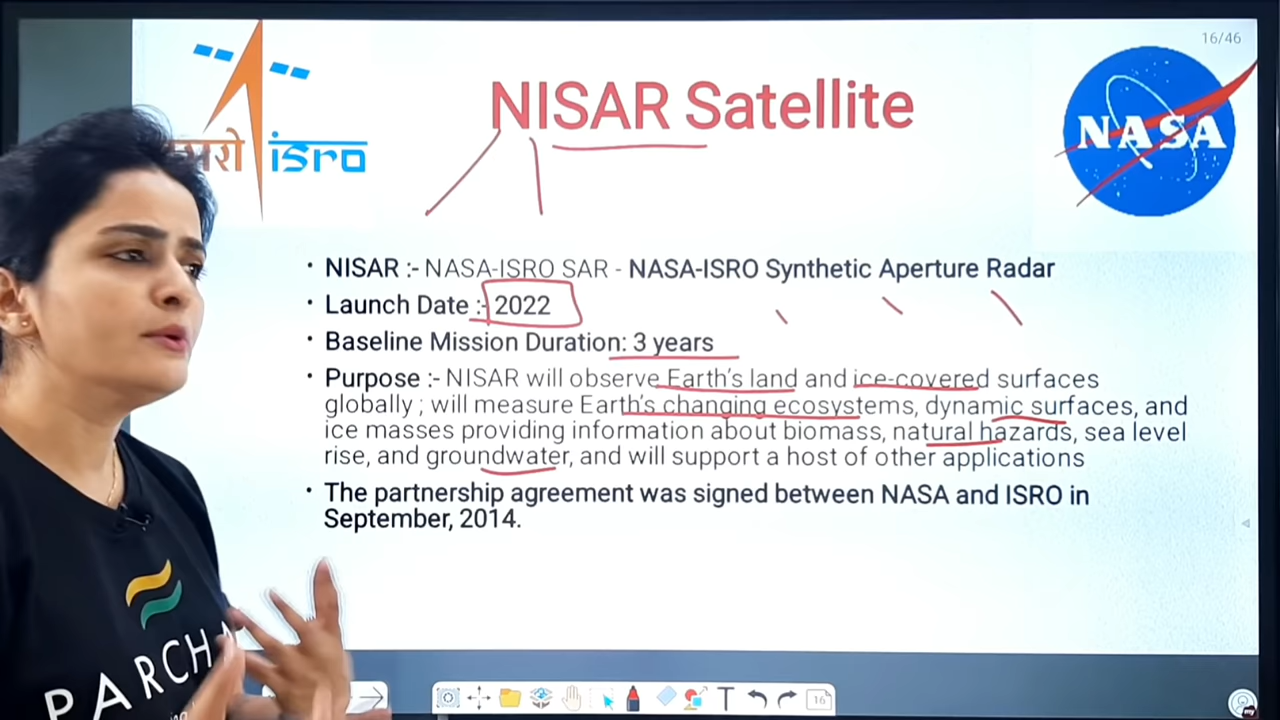 16/46
isro
NASA
NISAR Satellite
• NISAR :- NASA-ISRO SAR - NASA-ISRO Synthetic Aperture Radar
• Launch Date :- 2022
• Baseline Mission Duration: 3 years
• Purpose :- NISAR will observe Earth's land and ice-covered surfaces
globally ; will measure Earth's changing ecosystems, dynamic surfaces, and
ice masses providing information about biomass, natural hazards, sea level
rise, and groundwater, and will support a host of other applications
• The partnership agreement was signed between NASA and ISRO in
September, 2014.
PARCHA
T
16